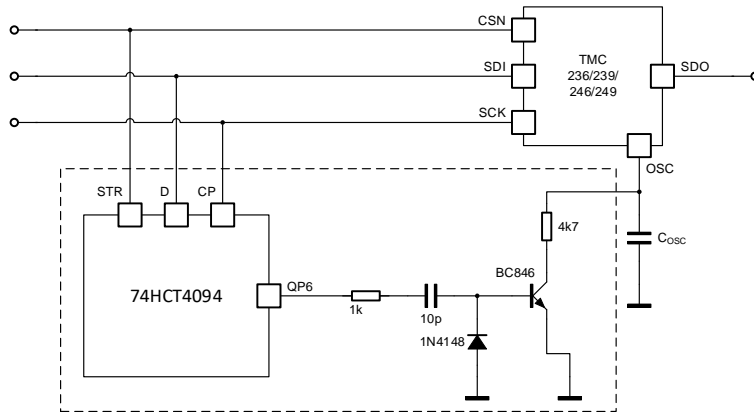 CSN
SDI
SCK
TMC
236/239/
246/249
SDO
OSC
STR
D
CP
4k7
COSC
74HCT4094
QP6
1k
10p
BC846
1N4148